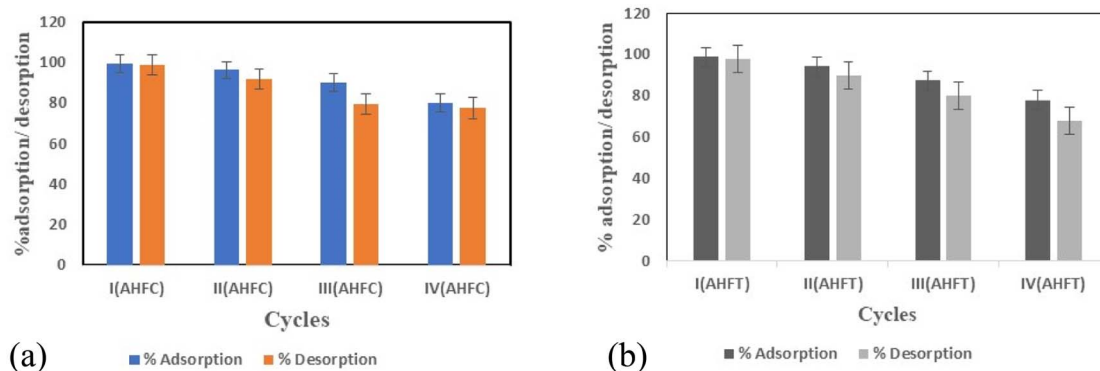 120
100
80
60
40
20
0
%adsorption/ desorption
I(AHFC) II(AHFC) III(AHFC) IV(AHFC)
Cycles
% Adsorption % Desorption
(a)
120
100
80
60
40
20
0
% adsorption/ desorption
I(AHFT) II(AHFT) III(AHFT) IV(AHFT)
Cycles
% Adsorption % Desorption
(b)